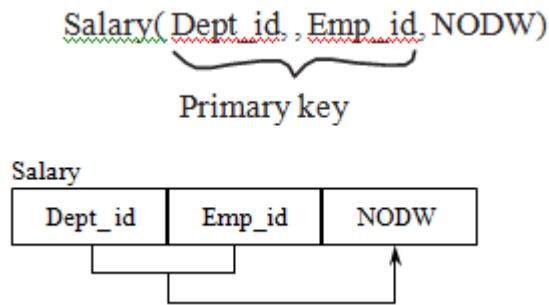 Salary( Dept_id, , Emp_id, NODW)
Primary key
Salary
Dept_id Emp_id NODW